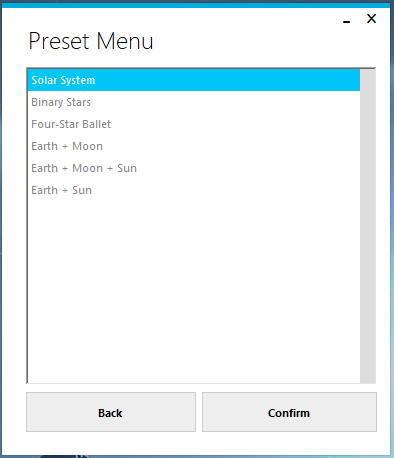 Preset Menu
Solar System
Binary Stars
Four-Star Ballet
Earth + Moon
Earth + Moon + Sun
Earth + Sun
Back
Confirm